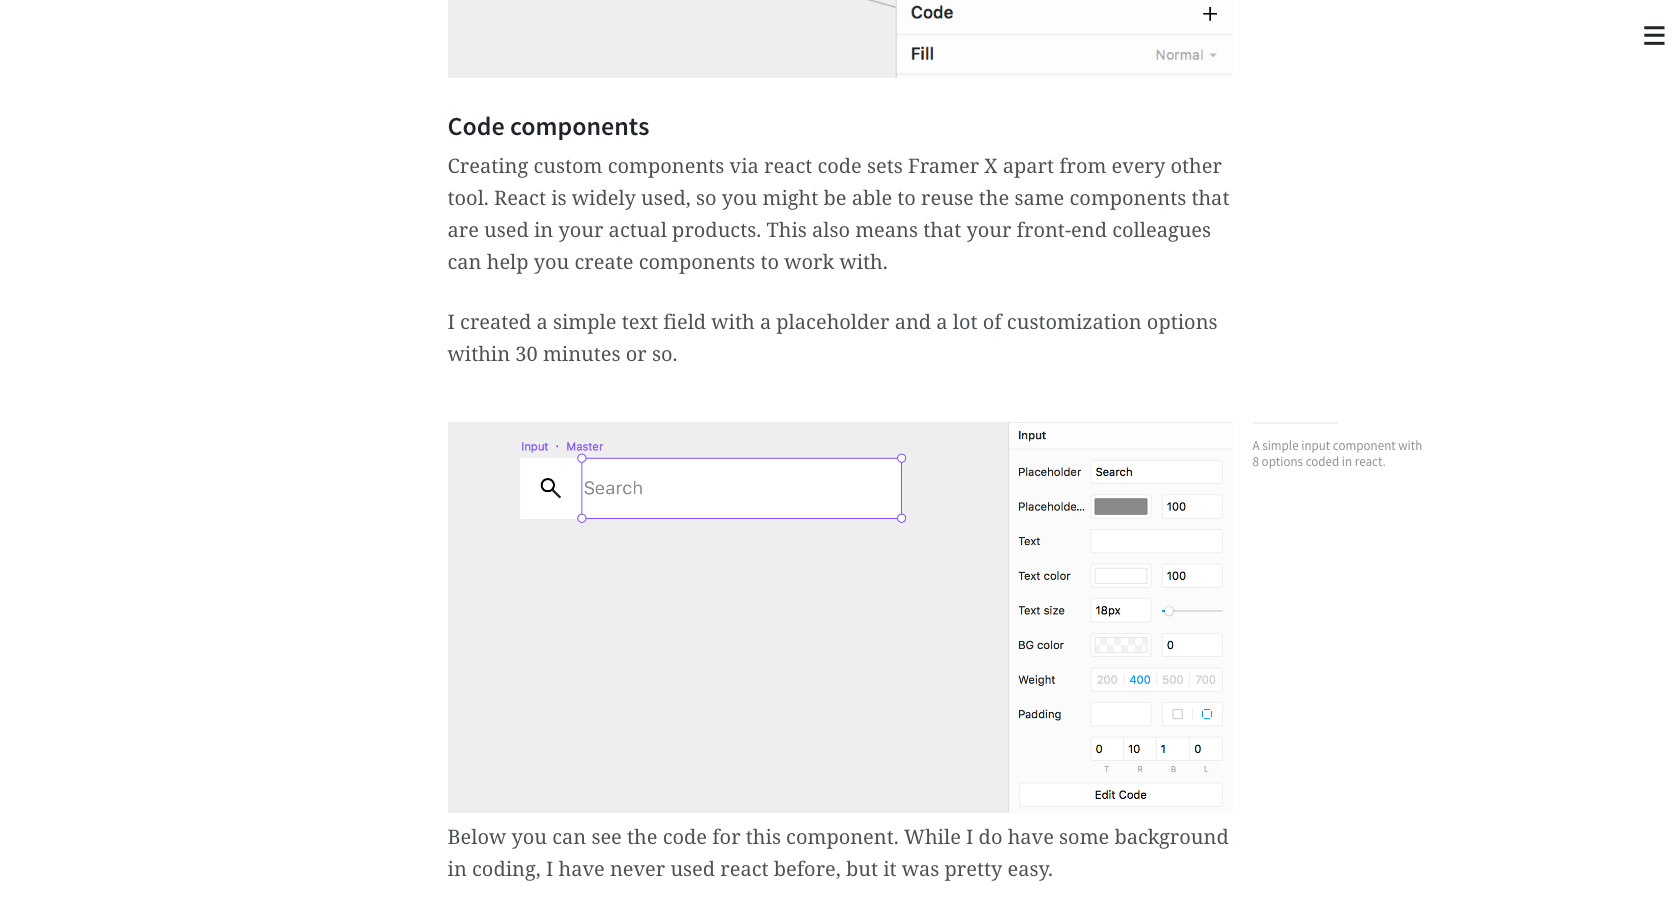 Code
Fill Normal
Code components
Creating custom components via react code sets Framer X apart from every other
tool. React is widely used, so you might be able to reuse the same components that
are used in your actual products. This also means that your front-end colleagues
can help you create components to work with.
I created a simple text field with a placeholder and a lot of customization options
within 30 minutes or so.
Input · Master
Search
Input
Placeholder Search
Placeholde... 100
Text
Text color 100
Text size 18px
BG color 0
Weight 200 400 500 700
Padding
0 10 1 0
T R B L
Edit Code
A simple input component with
8 options coded in react.
Below you can see the code for this component. While I do have some background
in coding, I have never used react before, but it was pretty easy.